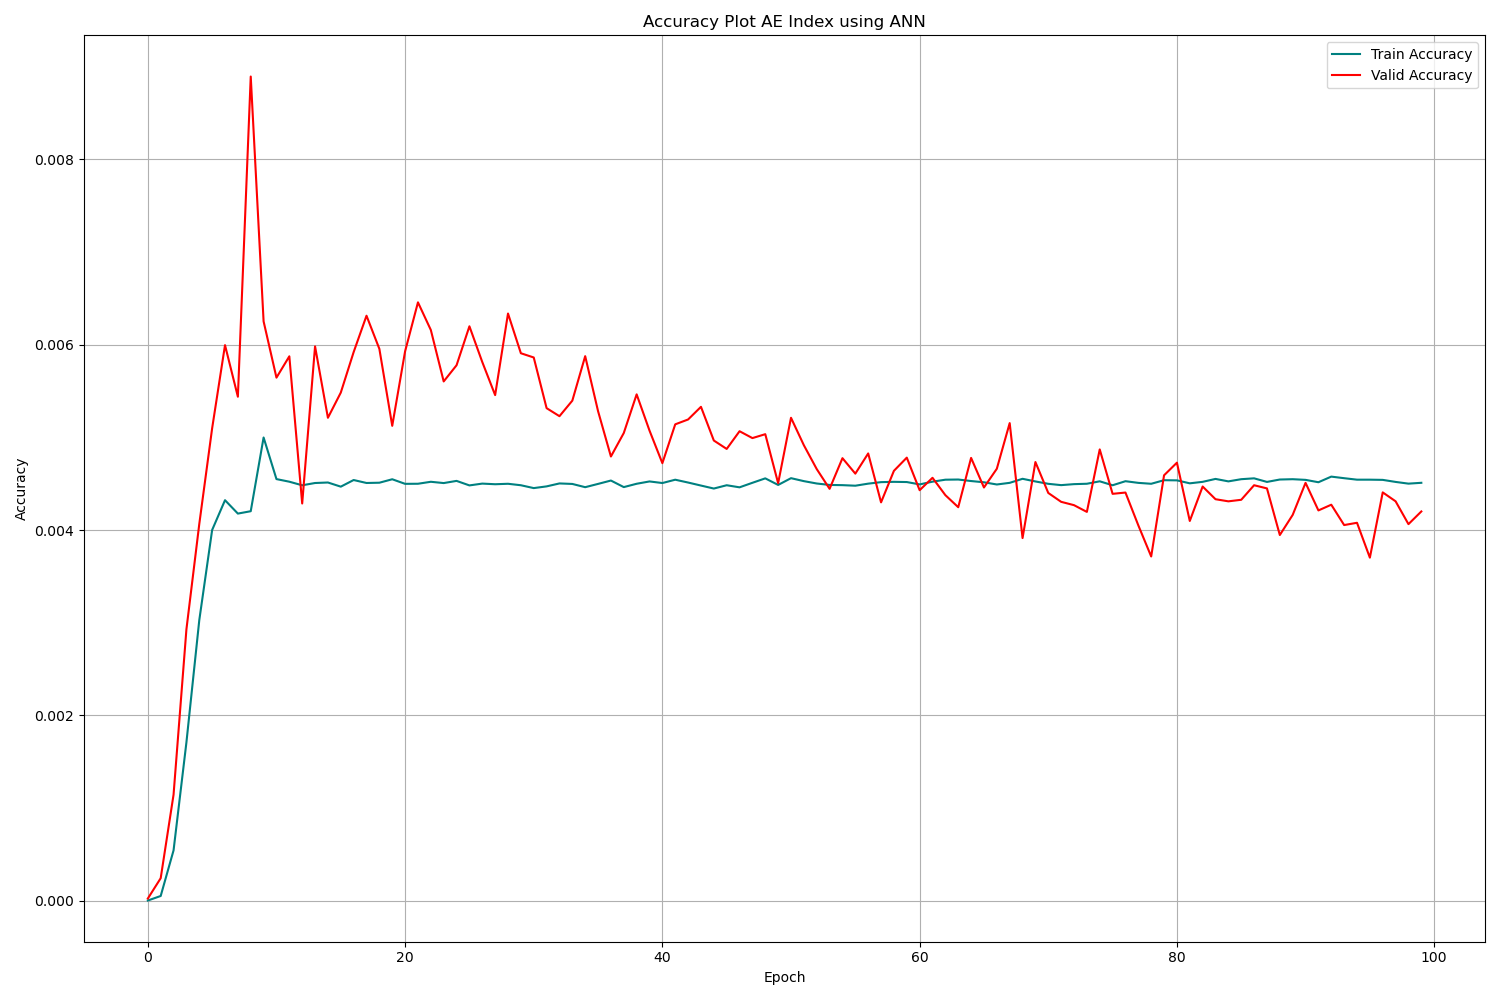 Accuracy Plot AE Index using ANN
Train Accuracy
Valid Accuracy
Accuracy
0.008
0.006
0.004
0.002
0.000
0 20 40 60 80 100
Epoch